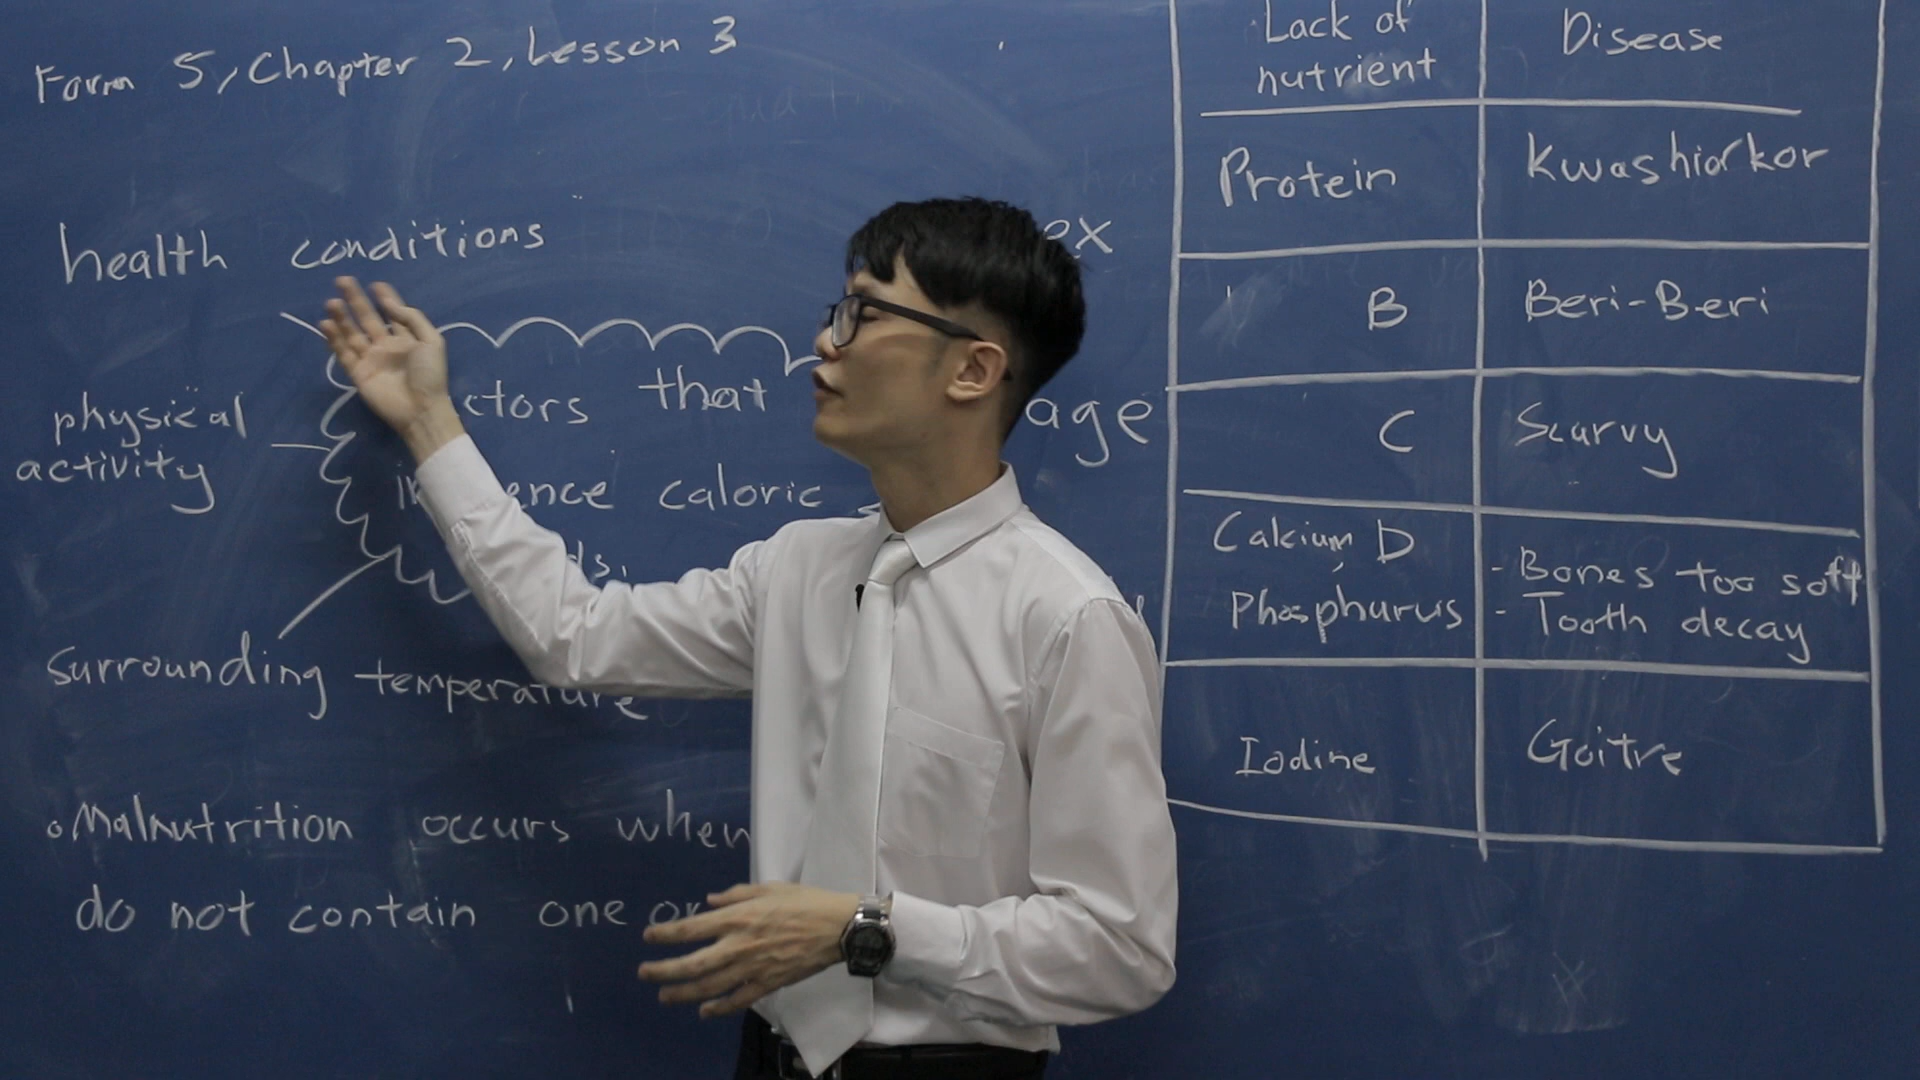 Form 5, Chapter 2, Lesson 3
health conditions
physical
activity
ctors that
age
ence caloric
ds.
Surrounding temperature
Malnutrition occurs when
do not contain one or
Lack of
nutrient
Disease
Protein
Kwashiorkor
B
Beri-Beri
C
Scurvy
Calcium, D
Phosphurus
- Bones too soft
- Tooth decay
Iodine
Goitre